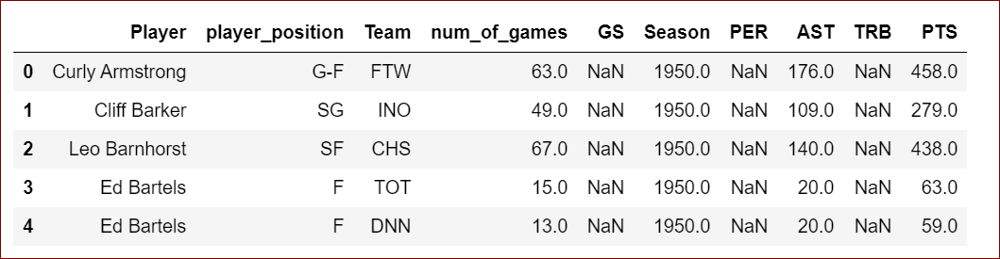 Player player_position Team num_of_games GS Season PER AST TRB PTS
0 Curly Armstrong G-F FTW 63.0 NaN 1950.0 NaN 176.0 NaN 458.0
1 Cliff Barker SG INO 49.0 NaN 1950.0 NaN 109.0 NaN 279.0
2 Leo Barnhorst SF CHS 67.0 NaN 1950.0 NaN 140.0 NaN 438.0
3 Ed Bartels F TOT 15.0 NaN 1950.0 NaN 20.0 NaN 63.0
4 Ed Bartels F DNN 13.0 NaN 1950.0 NaN 20.0 NaN 59.0